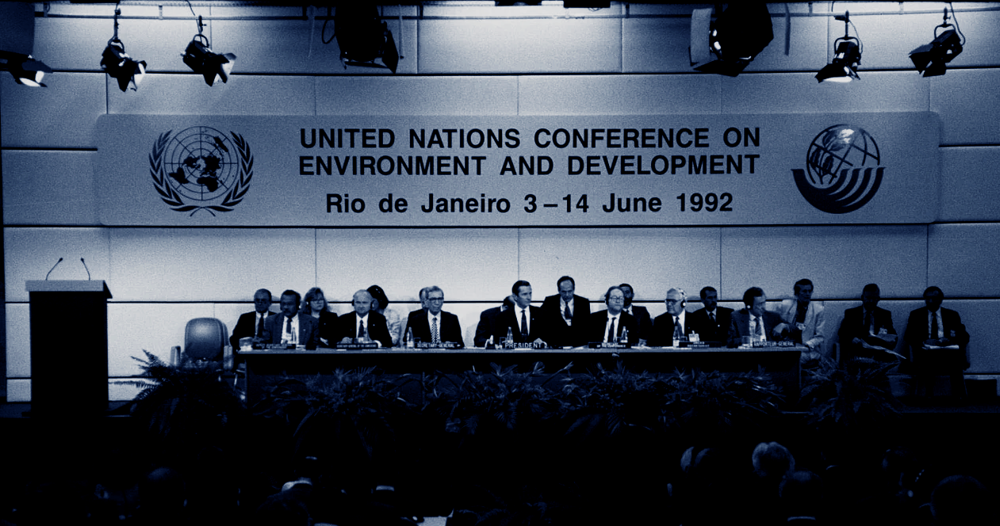 UNITED NATIONS CONFERENCE ON
ENVIRONMENT AND DEVELOPMENT
Rio de Janeiro 3–14 June 1992
SECRETARY-GENERAL
PRESIDENT
RAPPORTEUR-GENERAL